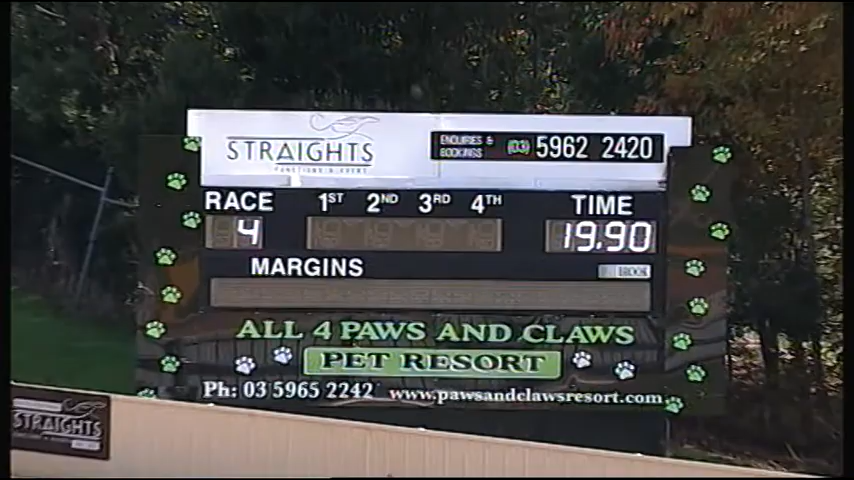 STRAIGHTS
FUNCTIONS & EVENT
ENQUIRIES & BOOKINGS (03) 5962 2420
RACE 1ST 2ND 3RD 4TH TIME
4 19.90
MARGINS
ALL 4 PAWS AND CLAWS
PET RESORT
Ph: 03 5965 2242 www.pawsandclawsresort.com
STRAIGHTS